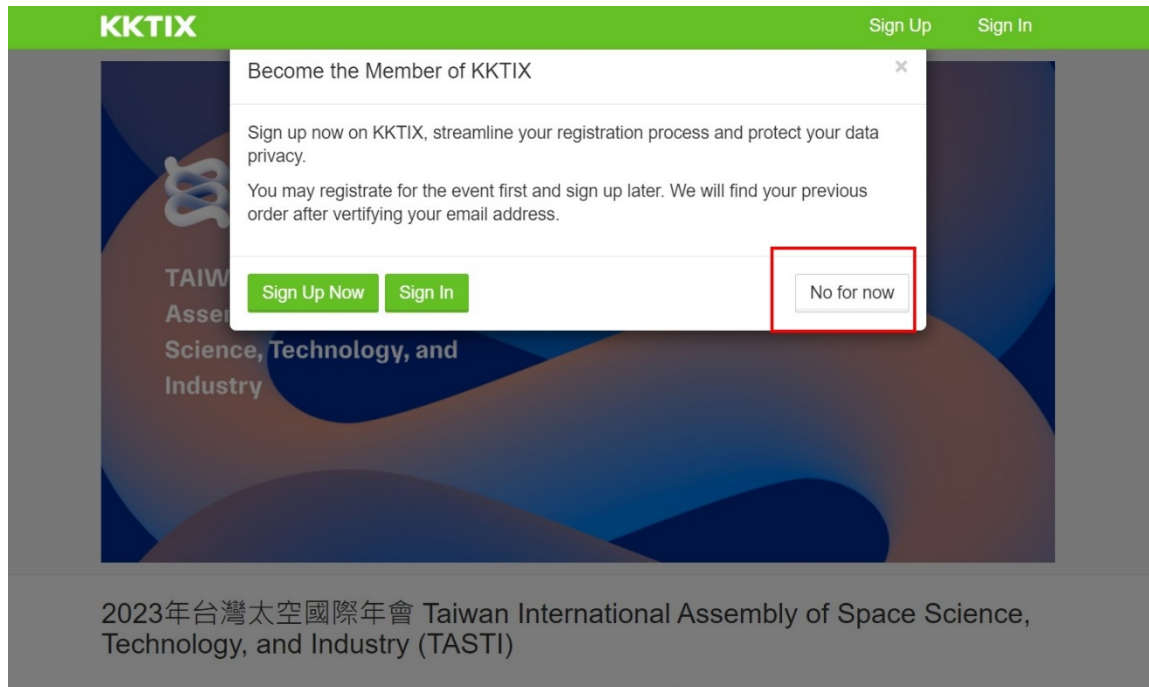 KKTIX
Sign Up
Sign In
Become the Member of KKTIX
×
Sign up now on KKTIX, streamline your registration process and protect your data
privacy.
You may registrate for the event first and sign up later. We will find your previous
order after vertifying your email address.
Sign Up Now
Sign In
No for now
TAIW
Asse
Science, Technology, and
Industry
2023年台灣太空國際年會 Taiwan International Assembly of Space Science,
Technology, and Industry (TASTI)